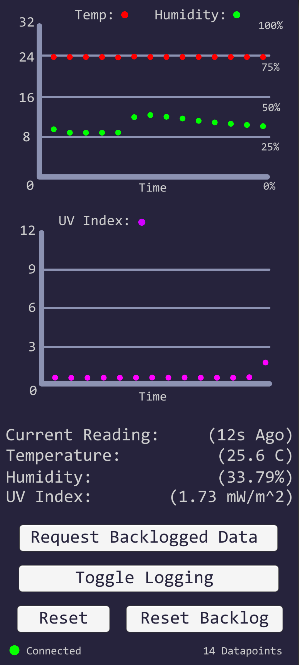 Temp: Humidity:
32
100%
24
75%
16
50%
8
25%
0
Time
0%
UV Index:
12
9
6
3
0
Time
Current Reading: (12s Ago)
Temperature: (25.6 C)
Humidity: (33.79%)
UV Index: (1.73 mW/m^2)
Request Backlogged Data
Toggle Logging
Reset Reset Backlog
Connected 14 Datapoints